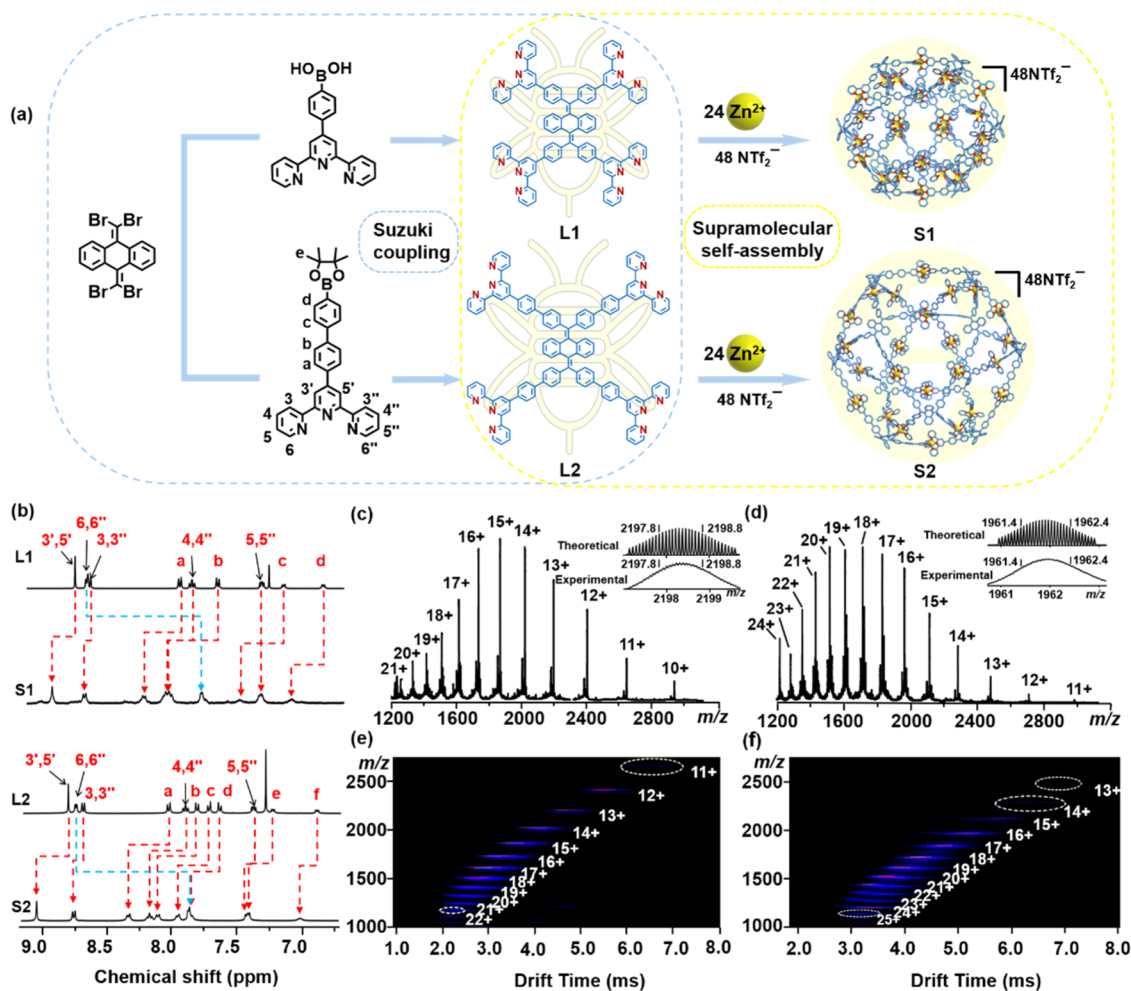 (a)
HO OH
B
N
N
N
Br Br
Br Br
e
O O
B
d
c
b
a
3' 5'
3 3''
4 4''
5 5''
6 6''
N
N
N
Suzuki
coupling
L1
L2
24 Zn²⁺
48 NTf₂⁻
Supramolecular
self-assembly
24 Zn²⁺
48 NTf₂⁻
48NTf₂⁻
S1
48NTf₂⁻
S2
(b)
L1
3',5'
6,6''
3,3''
a
4,4''
b
5,5''
c
d
S1
L2
3',5'
6,6''
3,3''
a
4,4''
b
c
d
5,5''
e
f
S2
9.0 8.5 8.0 7.5 7.0
Chemical shift (ppm)
(c)
21+ 20+ 19+ 18+ 17+ 16+ 15+ 14+ 13+ 12+ 11+ 10+
2197.8 2198.8
Theoretical
2197.8 2198.8
Experimental
2198 2199 m/z
1200 1600 2000 2400 2800 m/z
(d)
24+ 23+ 22+ 21+ 20+ 19+ 18+ 17+ 16+ 15+ 14+ 13+ 12+ 11+
1961.4 1962.4
Theoretical
1961.4 1962.4
Experimental
1961 1962 m/z
1200 1600 2000 2400 2800 m/z
(e)
m/z
2500
2000
1500
1000
11+
12+
13+
14+
15+
16+
17+
18+
19+
20+
21+
22+
1.0 2.0 3.0 4.0 5.0 6.0 7.0 8.0
Drift Time (ms)
(f)
m/z
2500
2000
1500
1000
13+
14+
15+
16+
17+
18+
19+
20+
21+
22+
23+
24+
25+
2.0 3.0 4.0 5.0 6.0 7.0 8.0
Drift Time (ms)